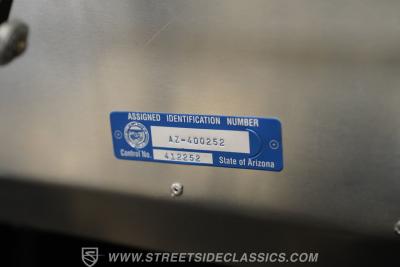 ASSIGNED IDENTIFICATION NUMBER
AZ-400252
Control No. 412252 State of Arizona
WWW.STREETSIDECLASSICS.COM